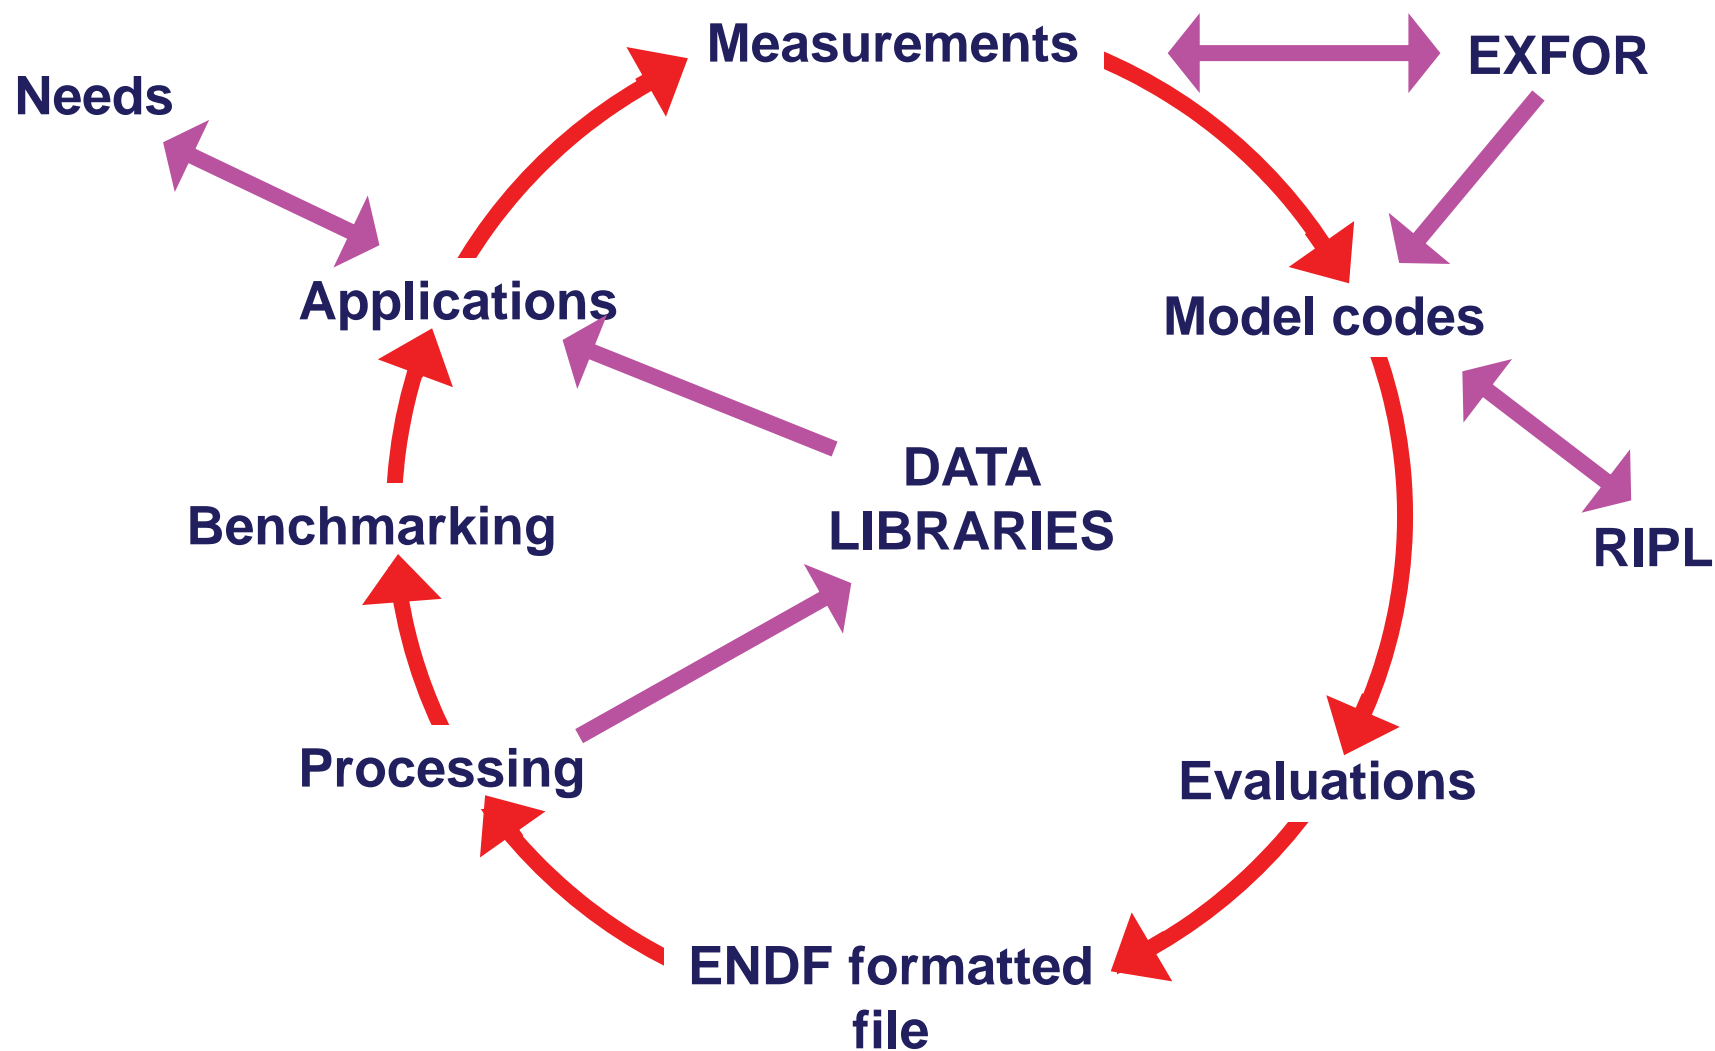 Measurements
EXFOR
Needs
Applications
Model codes
DATA
LIBRARIES
Benchmarking
RIPL
Processing
Evaluations
ENDF formatted
file